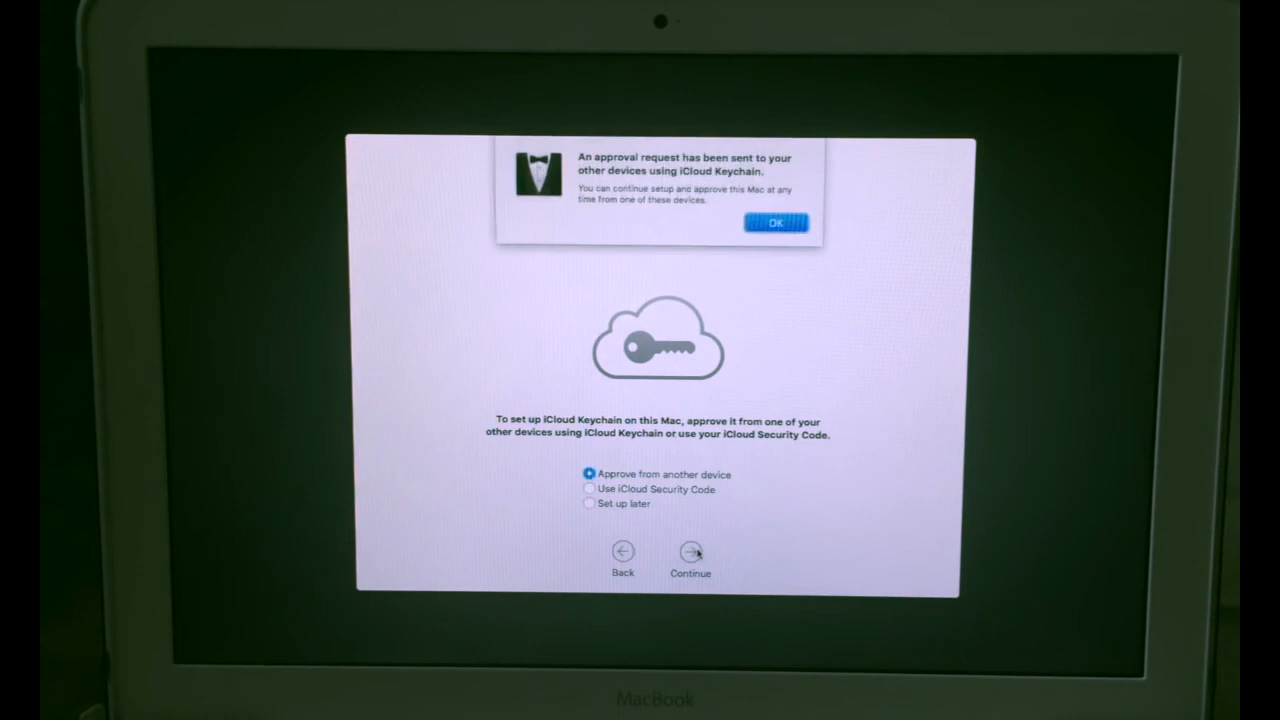 An approval request has been sent to your
other devices using iCloud Keychain.
You can continue setup and approve this Mac at any
time from one of these devices.
OK
To set up iCloud Keychain on this Mac, approve it from one of your
other devices using iCloud Keychain or use your iCloud Security Code.
Approve from another device
Use iCloud Security Code
Set up later
Back
Continue
MacBook